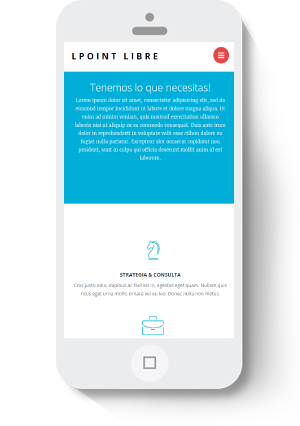 LPOINT LIBRE
Tenemos lo que necesitas!
Lorem ipsum dolor sit amet, consectetur adipisicing elit, sed do
eiusmod tempor incididunt ut labore et dolore magna aliqua. Ut
enim ad minim veniam, quis nostrud exercitation ullamco
laboris nisi ut aliquip ex ea commodo consequat. Duis aute irure
dolor in reprehenderit in voluptate velit esse cillum dolore eu
fugiat nulla pariatur. Excepteur sint occaecat cupidatat non
proident, sunt in culpa qui officia deserunt mollit anim id est
laborum.
STRATEGIA & CONSULTA
Cras justo odio, dapibus ac facilisis in, egestas eget quam. Nullam quis
risus eget urna mollis ornare vel eu leo. Donec nulla non metus.